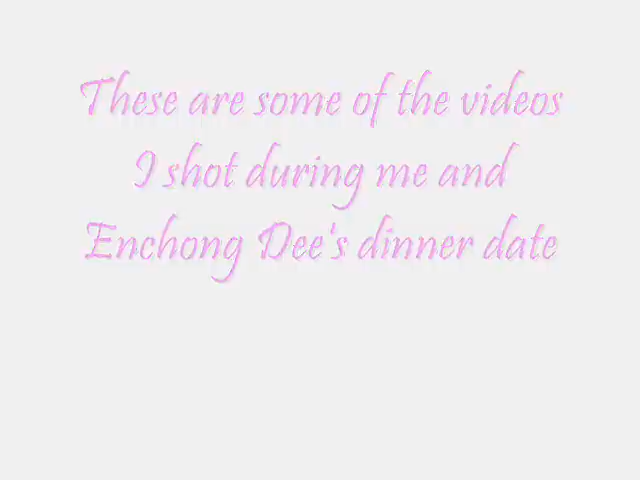 These are some of the videos
I shot during me and
Enchong Dee's dinner date